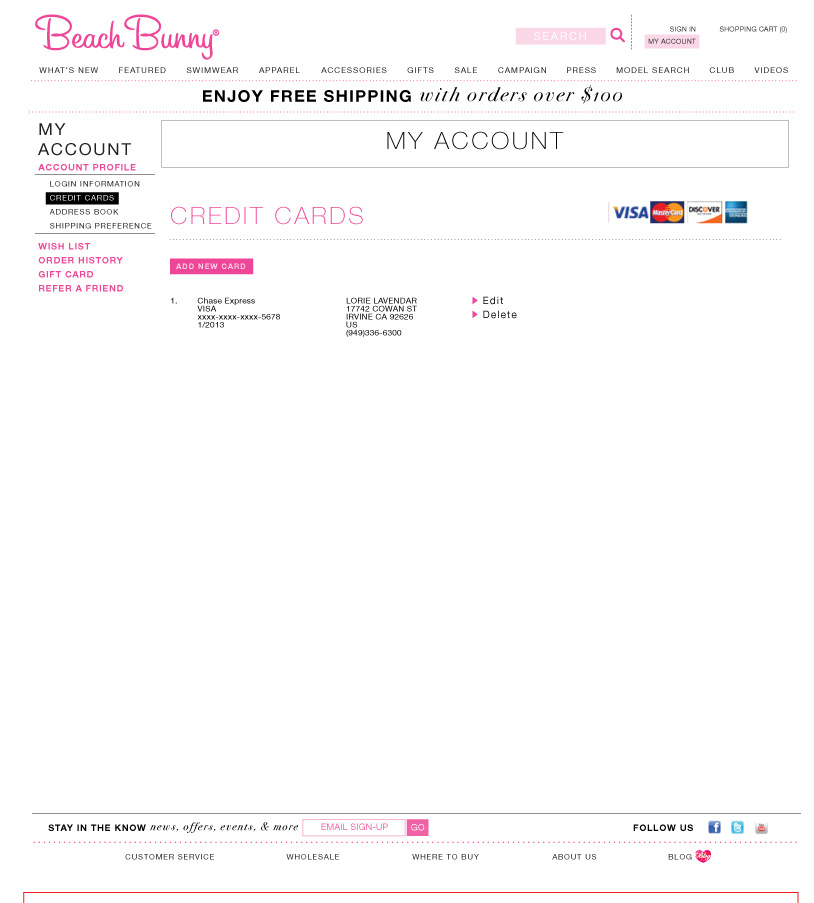 Beach Bunny®
SEARCH
SIGN IN
SHOPPING CART (0)
MY ACCOUNT
WHAT'S NEW FEATURED SWIMWEAR APPAREL ACCESSORIES GIFTS SALE CAMPAIGN PRESS MODEL SEARCH CLUB VIDEOS
ENJOY FREE SHIPPING with orders over $100
MY
ACCOUNT
ACCOUNT PROFILE
LOGIN INFORMATION
CREDIT CARDS
ADDRESS BOOK
SHIPPING PREFERENCE
WISH LIST
ORDER HISTORY
GIFT CARD
REFER A FRIEND
MY ACCOUNT
CREDIT CARDS
VISA MasterCard DISCOVER
ADD NEW CARD
1. Chase Express
VISA
xxxx-xxxx-xxxx-5678
1/2013
LORIE LAVENDAR
17742 COWAN ST
IRVINE CA 92626
US
(949)336-6300
Edit
Delete
STAY IN THE KNOW news, offers, events, & more EMAIL SIGN-UP GO
FOLLOW US
CUSTOMER SERVICE WHOLESALE WHERE TO BUY ABOUT US BLOG